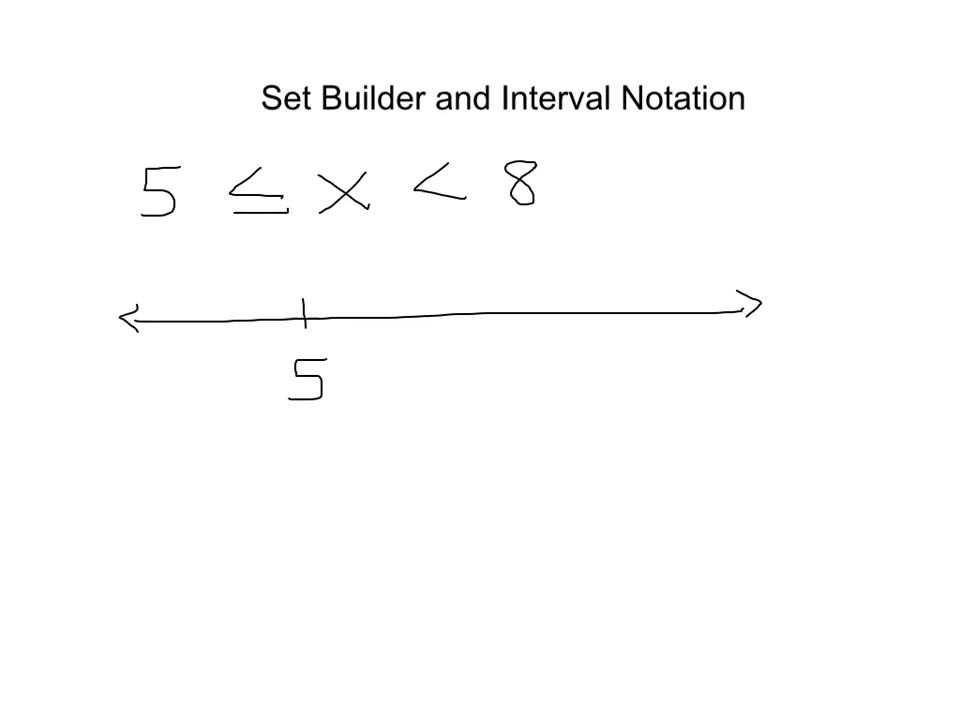 Set Builder and Interval Notation
5 ≤ x < 8
5